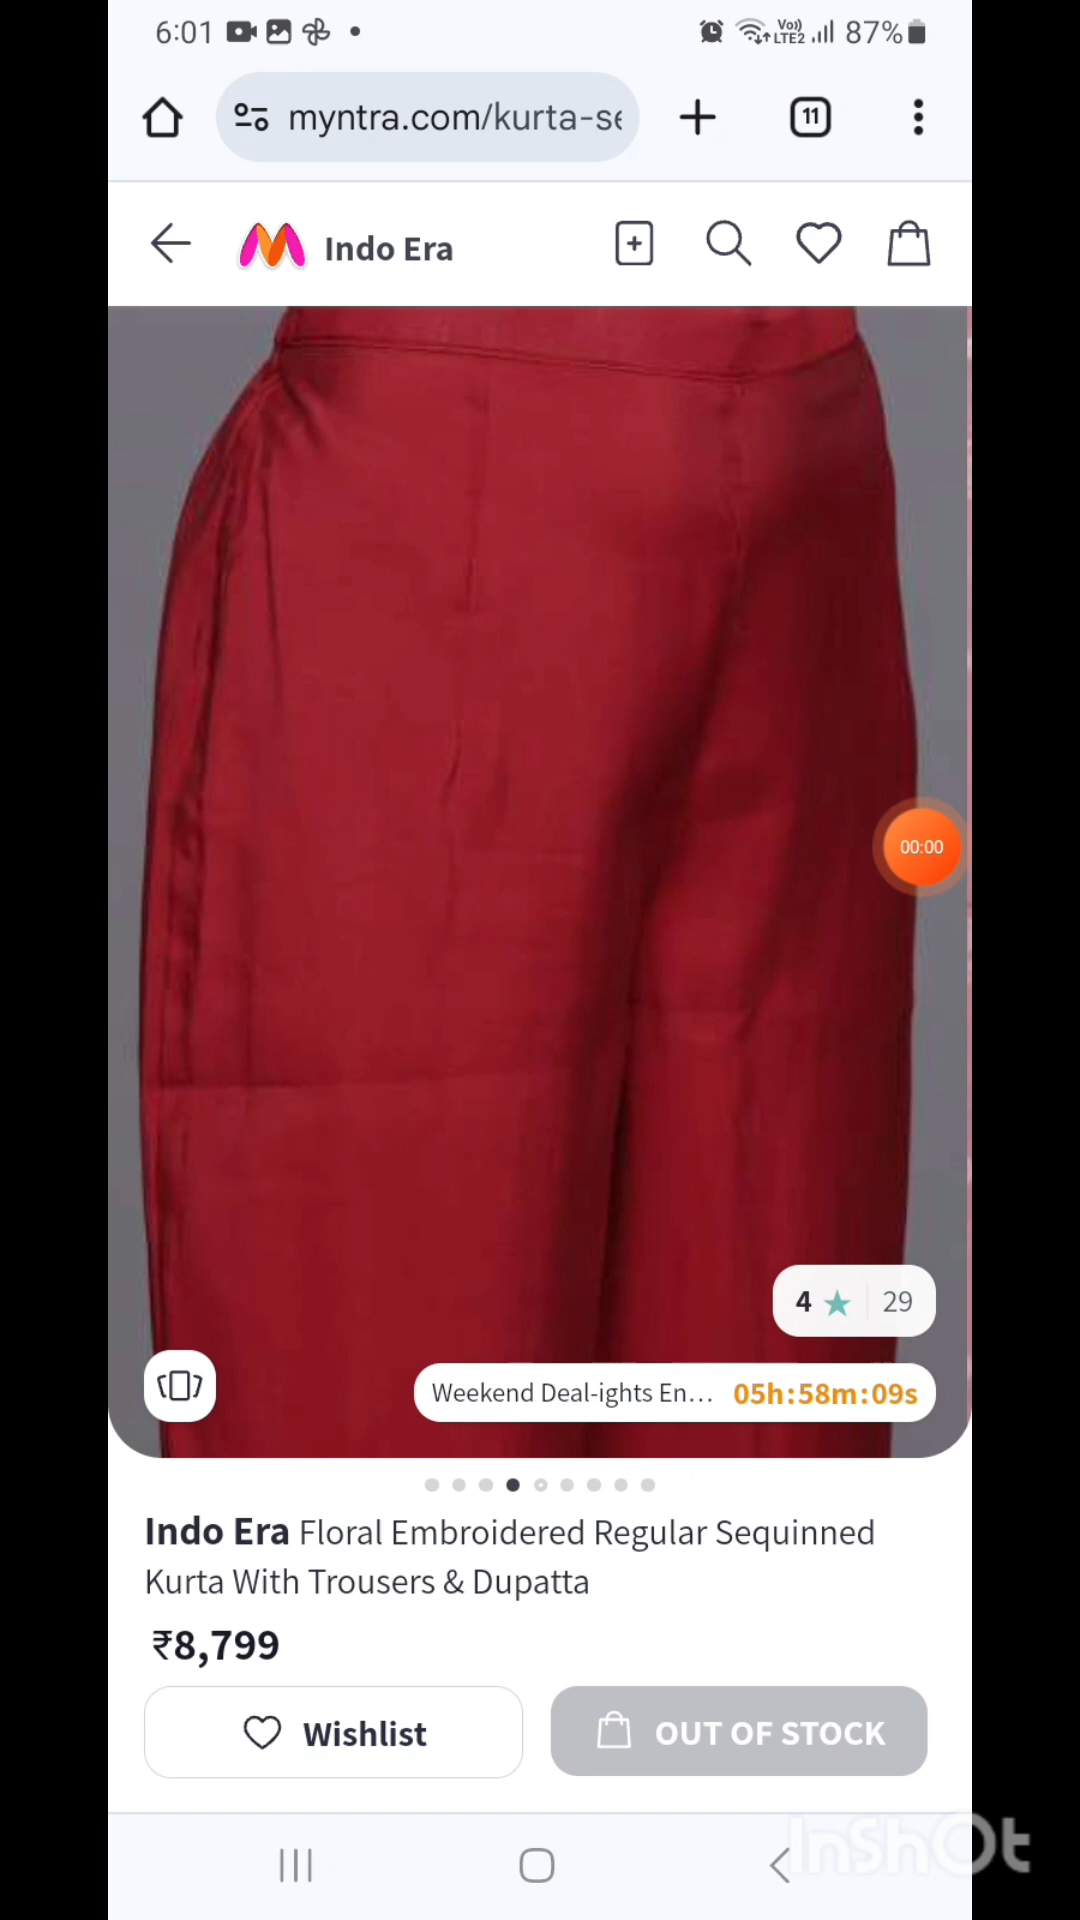 6:01
Vo)) LTE2 87%
myntra.com/kurta-se
11
Indo Era
00:00
4 ★ 29
Weekend Deal-ights En... 05h:58m:09s
Indo Era Floral Embroidered Regular Sequinned
Kurta With Trousers & Dupatta
₹8,799
Wishlist
OUT OF STOCK
InShOt